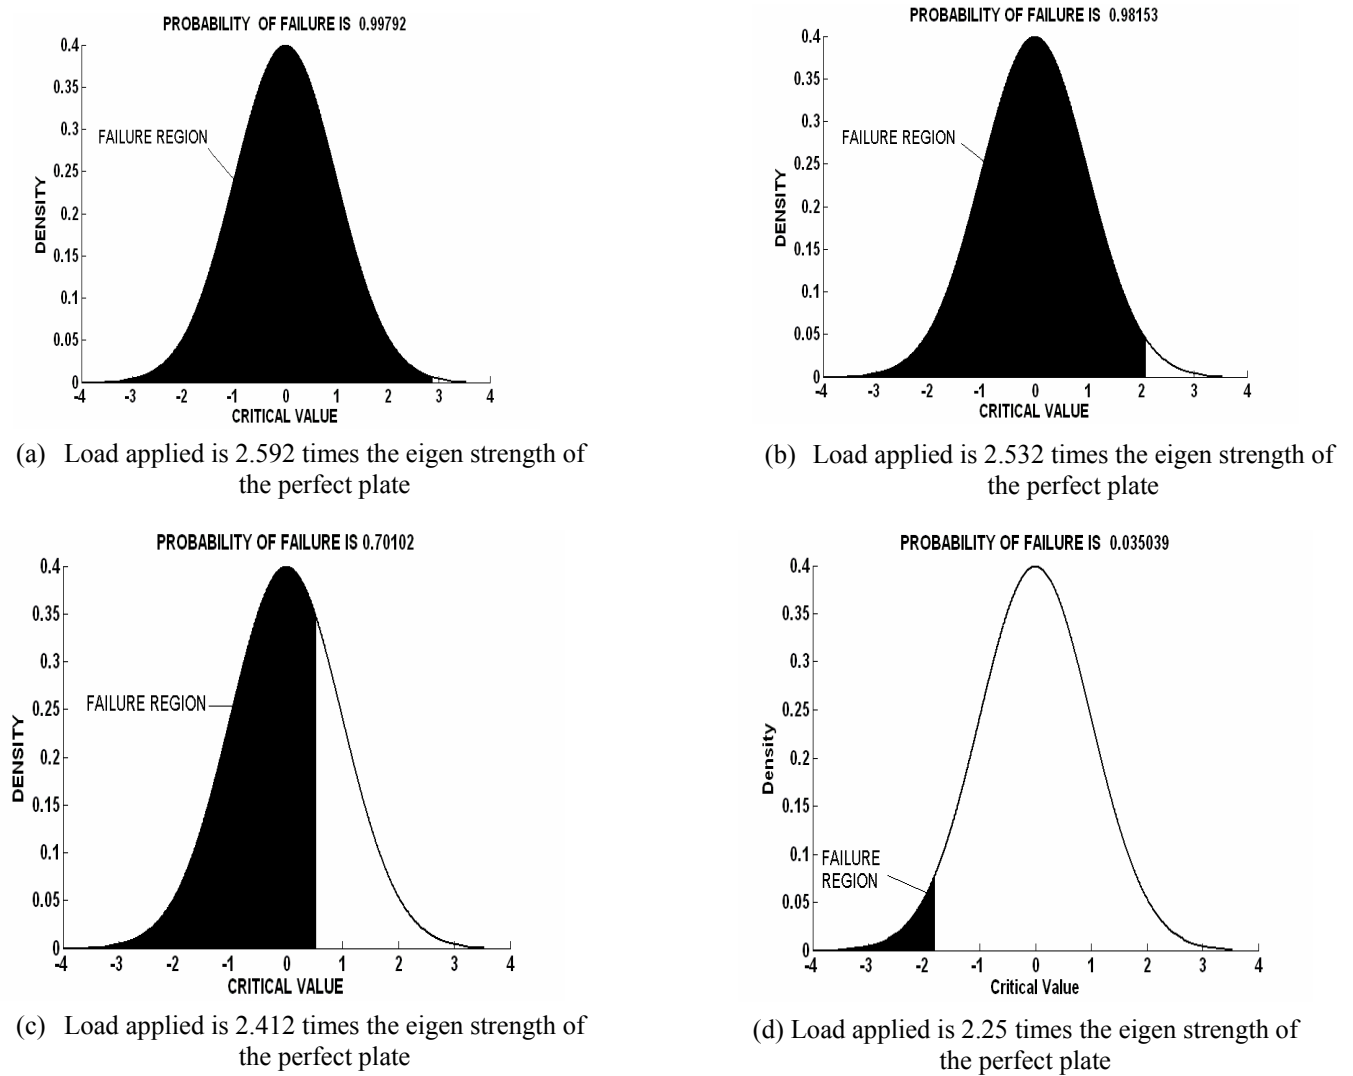 PROBABILITY OF FAILURE IS 0.99792
0.4
0.35
0.3
0.25
0.2
0.15
0.1
0.05
0
DENSITY
FAILURE REGION
-4 -3 -2 -1 0 1 2 3 4
CRITICAL VALUE
(a) Load applied is 2.592 times the eigen strength of
the perfect plate
PROBABILITY OF FAILURE IS 0.98153
0.4
0.35
0.3
0.25
0.2
0.15
0.1
0.05
0
DENSITY
FAILURE REGION
-4 -3 -2 -1 0 1 2 3 4
CRITICAL VALUE
(b) Load applied is 2.532 times the eigen strength of
the perfect plate
PROBABILITY OF FAILURE IS 0.70102
0.4
0.35
0.3
0.25
0.2
0.15
0.1
0.05
0
DENSITY
FAILURE REGION
-4 -3 -2 -1 0 1 2 3 4
CRITICAL VALUE
(c) Load applied is 2.412 times the eigen strength of
the perfect plate
PROBABILITY OF FAILURE IS 0.035039
0.4
0.35
0.3
0.25
0.2
0.15
0.1
0.05
0
Density
FAILURE
REGION
-4 -3 -2 -1 0 1 2 3 4
Critical Value
(d) Load applied is 2.25 times the eigen strength of
the perfect plate